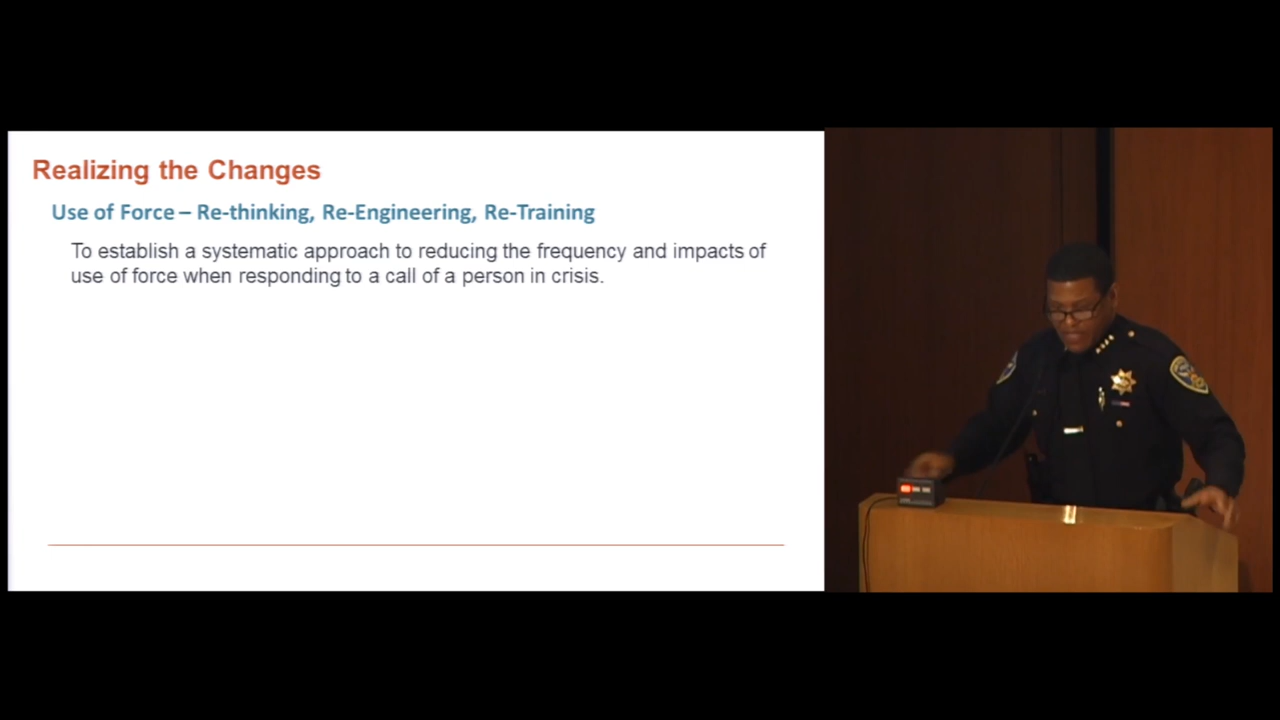 Realizing the Changes
Use of Force – Re-thinking, Re-Engineering, Re-Training
To establish a systematic approach to reducing the frequency and impacts of
use of force when responding to a call of a person in crisis.